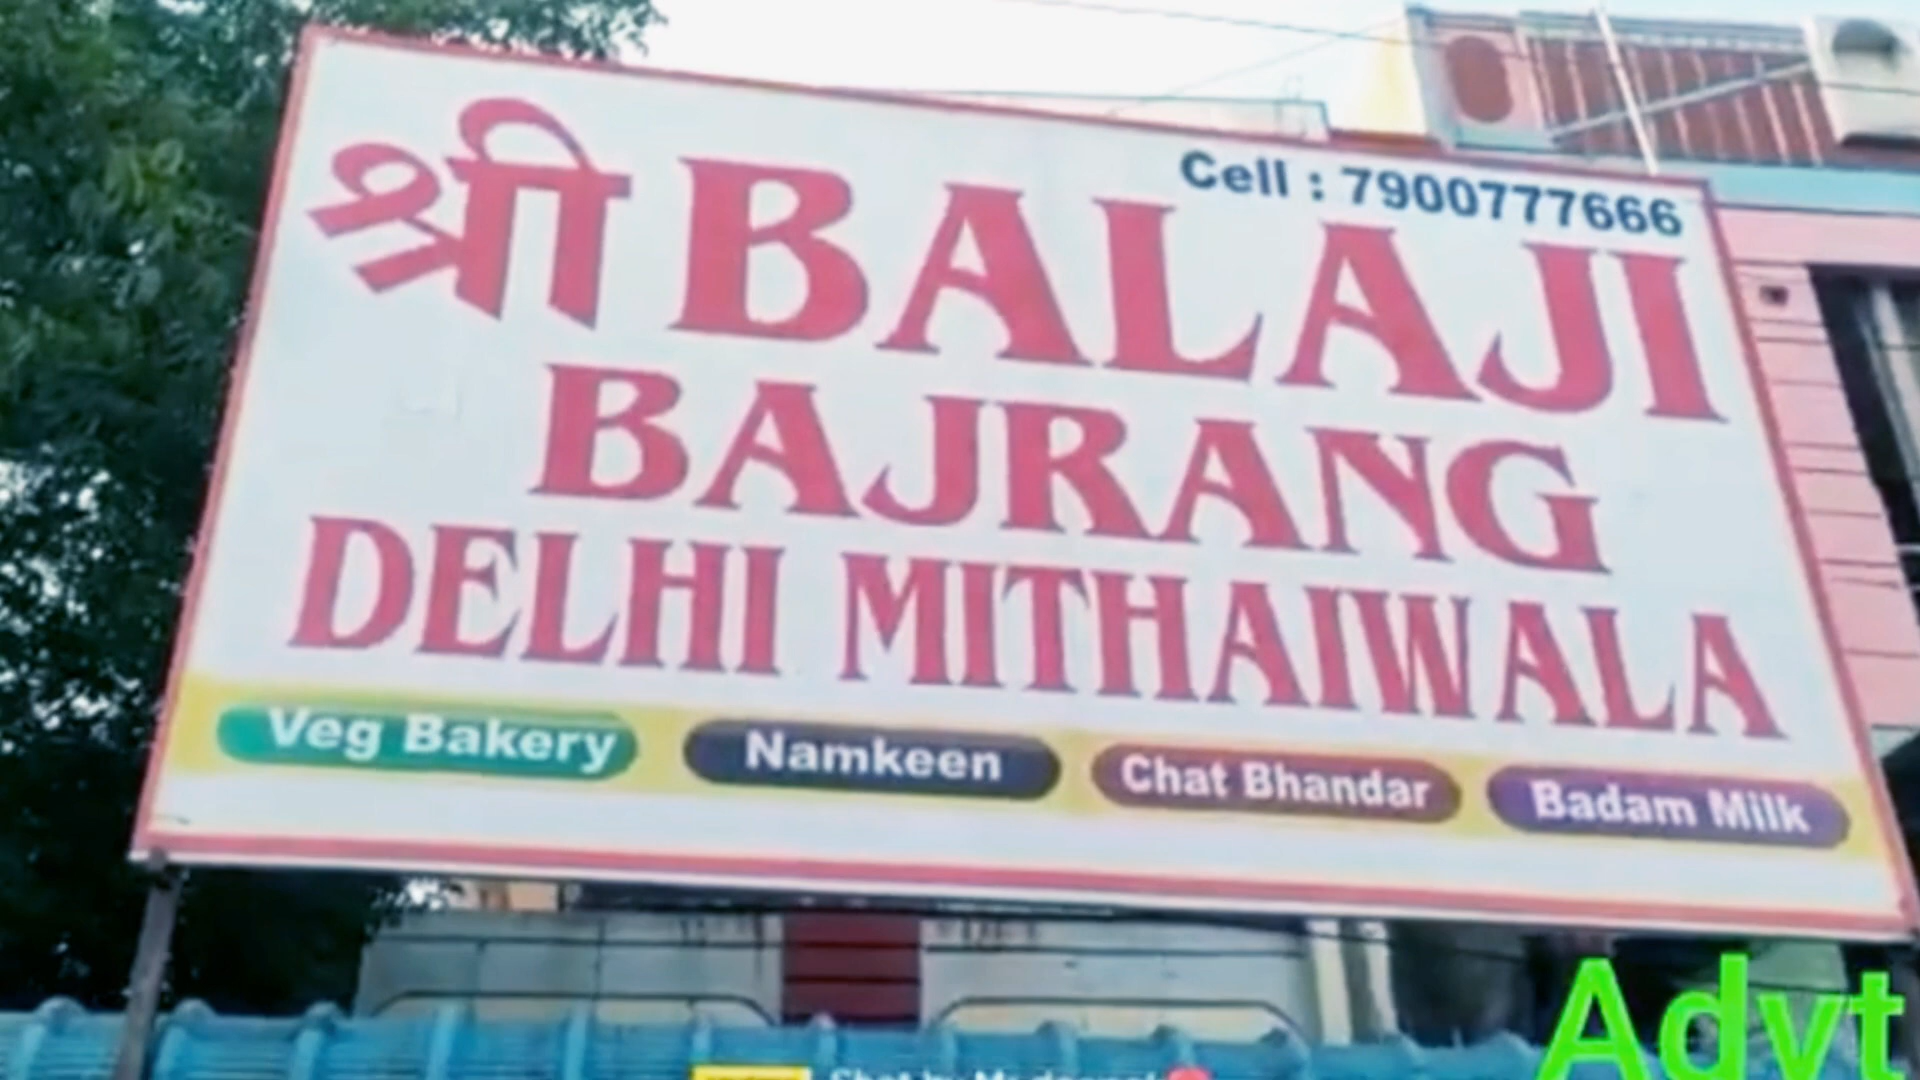 Cell : 7900777666
श्री BALAJI
BAJRANG
DELHI MITHAIWALA
Veg Bakery Namkeen Chat Bhandar Badam Milk
Advt